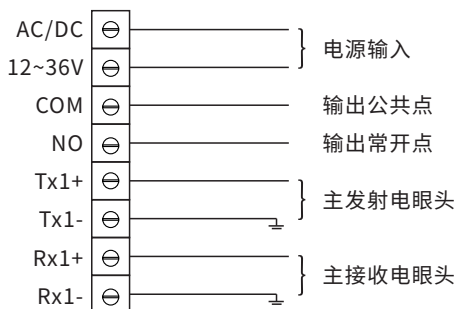 AC/DC
12~36V
电源输入
COM 输出公共点
NO 输出常开点
Tx1+
Tx1-
主发射电眼头
Rx1+
Rx1-
主接收电眼头